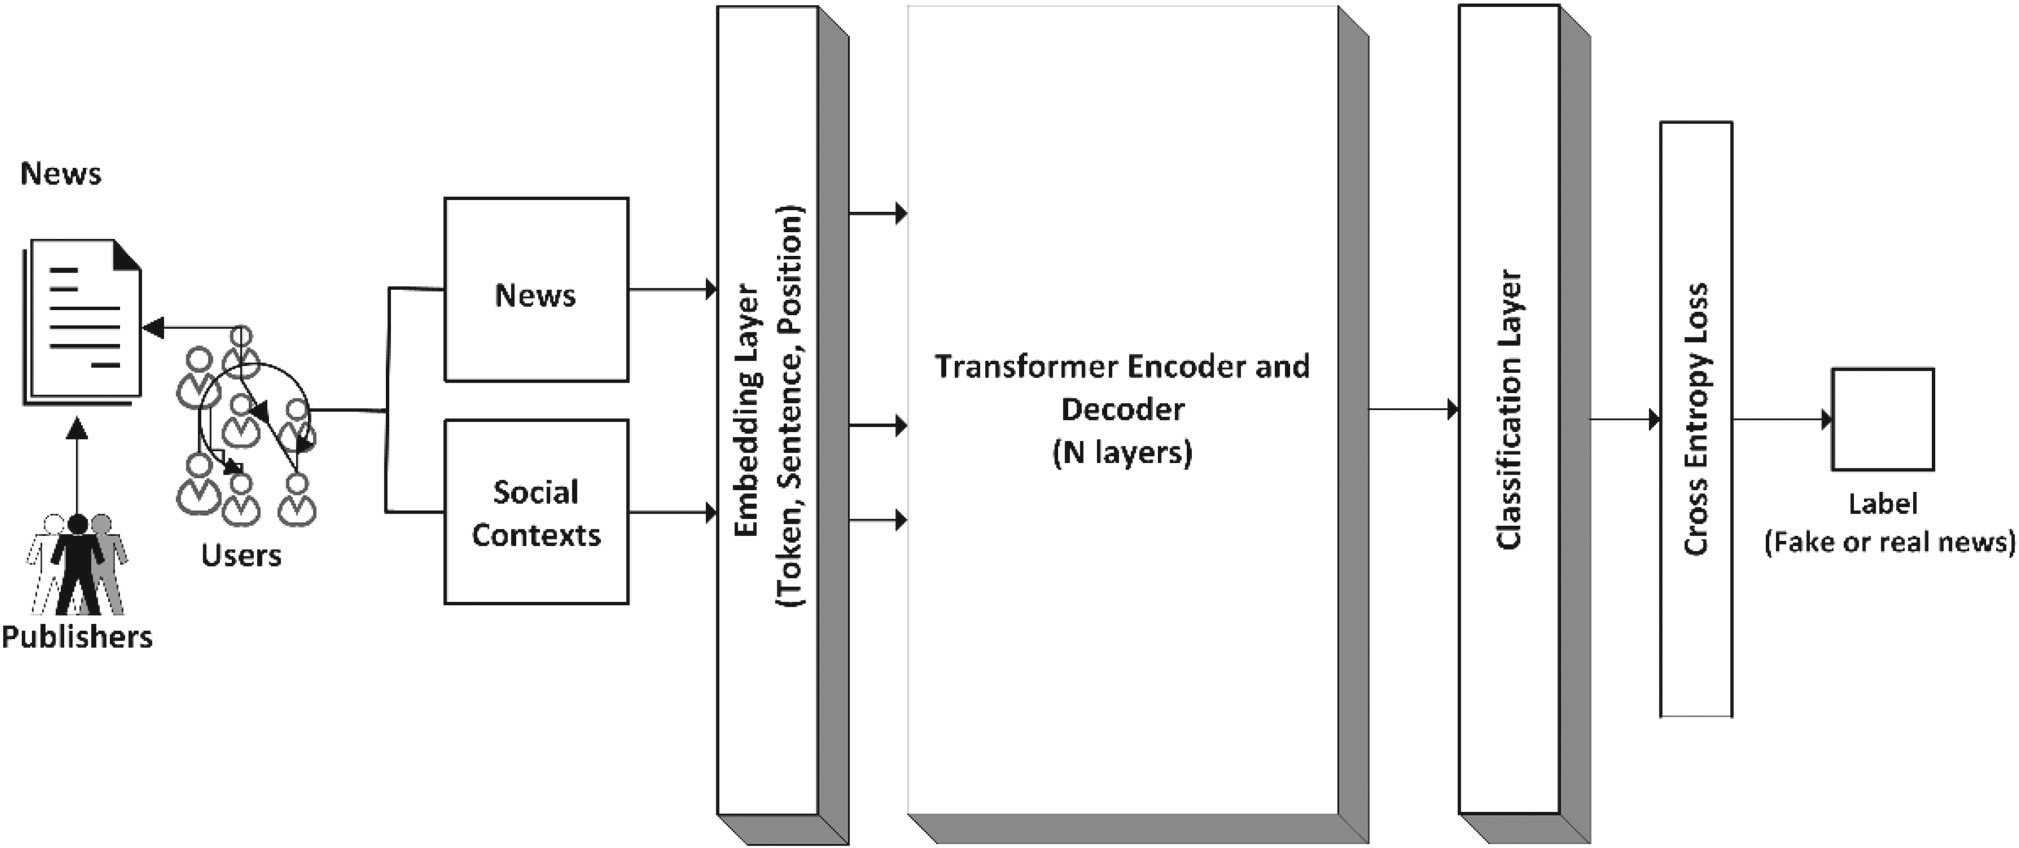 News
Users
Publishers
News
Social
Contexts
Embedding Layer
(Token, Sentence, Position)
Transformer Encoder and
Decoder
(N layers)
Classification Layer
Cross Entropy Loss
Label
(Fake or real news)